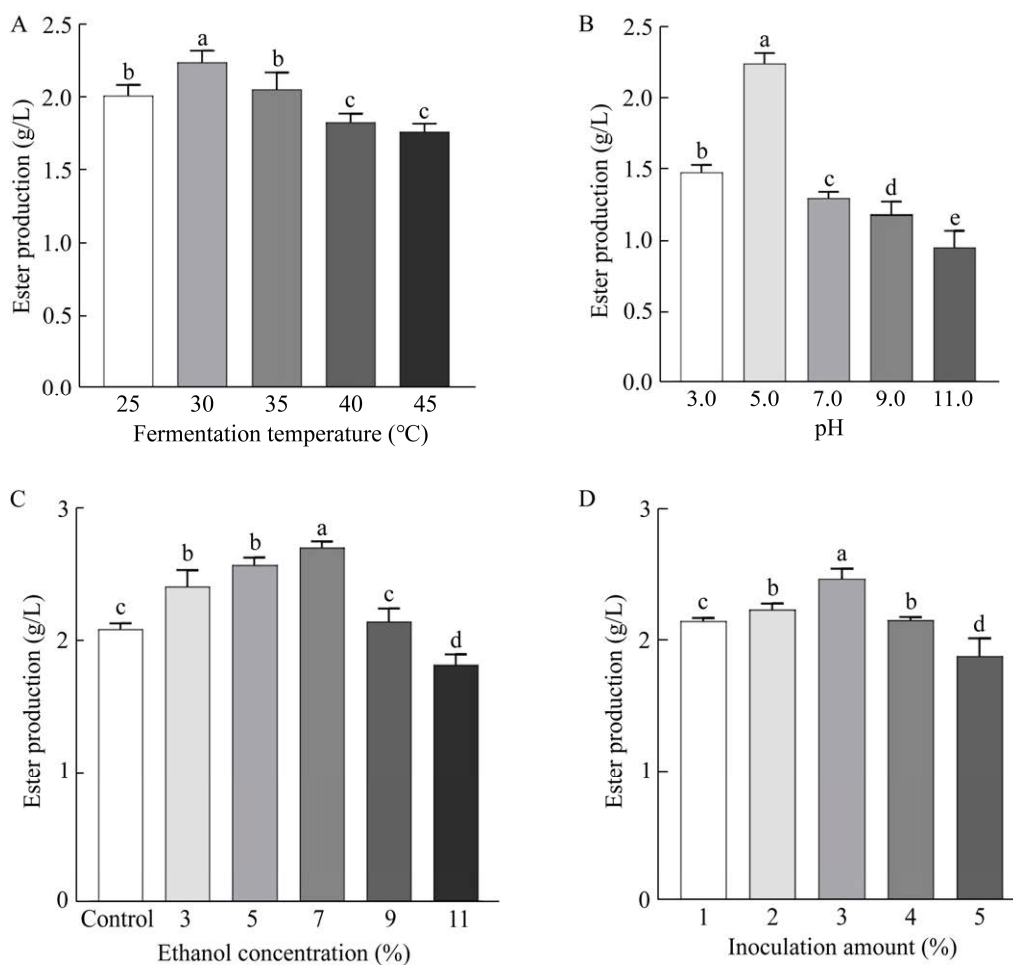 A
Ester production (g/L)
2.5
2.0
1.5
1.0
0.5
0.0
b
a
b
c
c
25 30 35 40 45
Fermentation temperature (℃)
B
Ester production (g/L)
2.5
2.0
1.5
1.0
0.5
0.0
b
a
c
d
e
3.0 5.0 7.0 9.0 11.0
pH
C
Ester production (g/L)
3
2
1
0
c
b
b
a
c
d
Control 3 5 7 9 11
Ethanol concentration (%)
D
Ester production (g/L)
3
2
1
0
c
b
a
b
d
1 2 3 4 5
Inoculation amount (%)